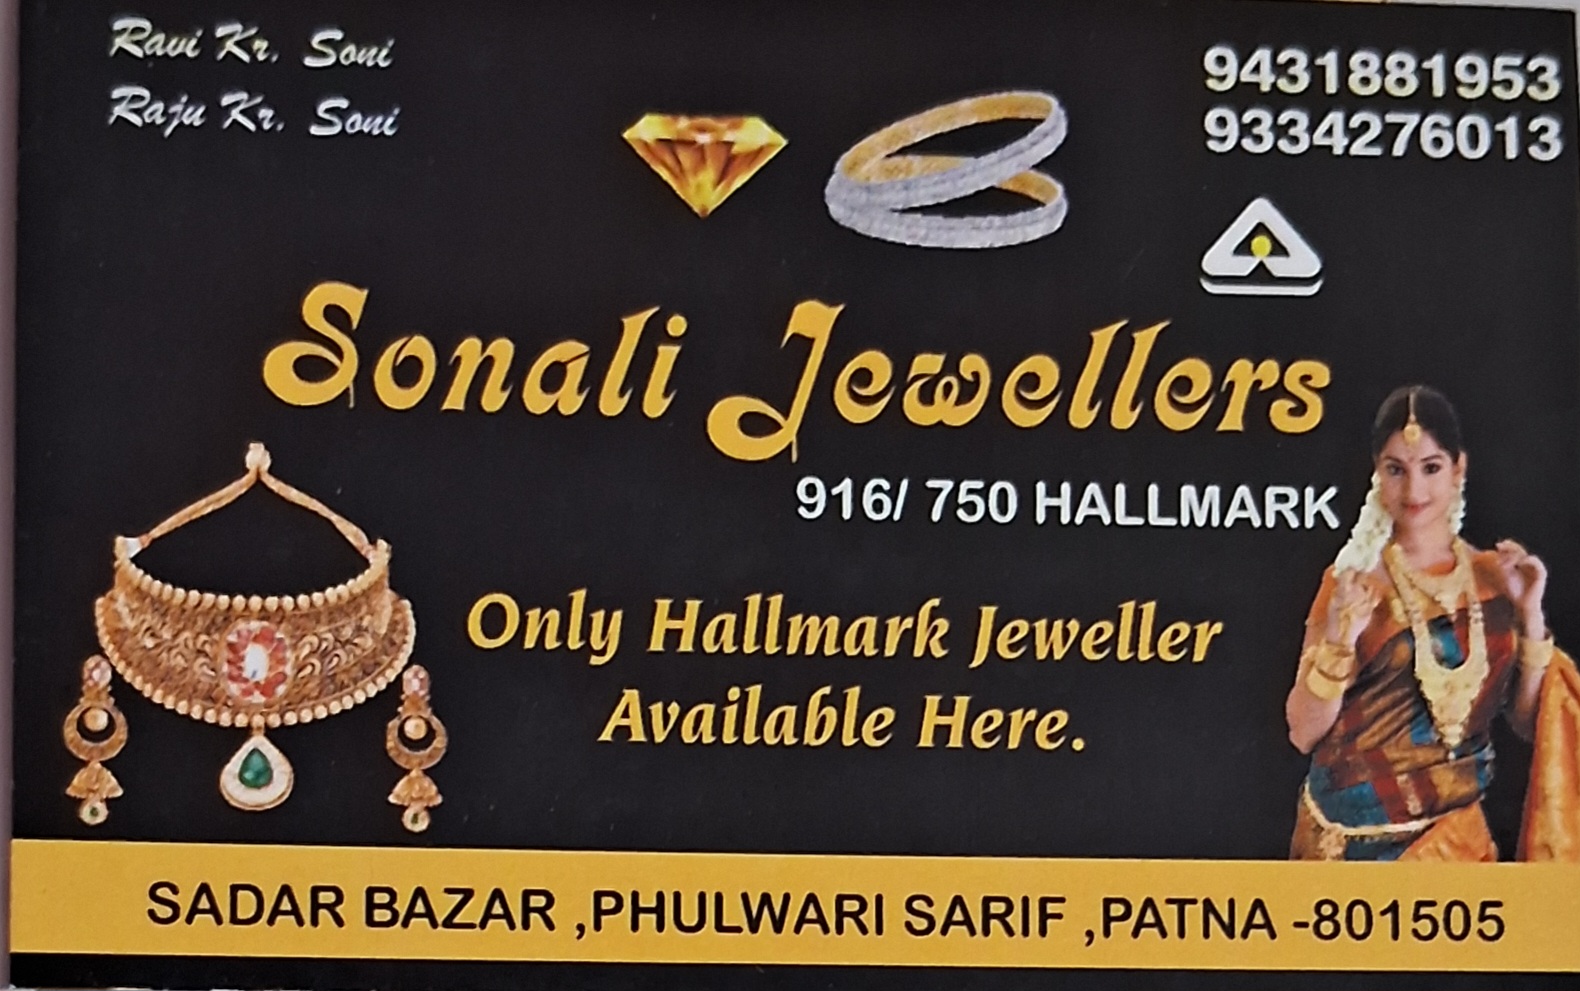 Ravi Kr. Soni
Raju Kr. Soni
9431881953
9334276013
Sonali Jewellers
916/ 750 HALLMARK
Only Hallmark Jeweller
Available Here.
SADAR BAZAR ,PHULWARI SARIF ,PATNA -801505